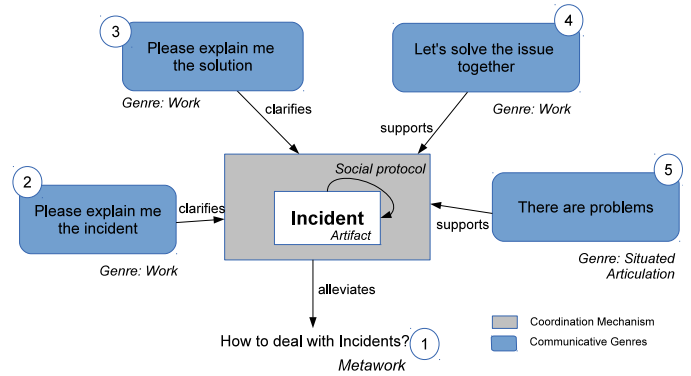 3
Please explain me
the solution
Genre: Work
clarifies
4
Let's solve the issue
together
Genre: Work
supports
2
Please explain me
the incident
Genre: Work
clarifies
Social protocol
Incident
Artifact
5
There are problems
supports
Genre: Situated
Articulation
alleviates
How to deal with Incidents?
1
Metawork
Coordination Mechanism
Communicative Genres